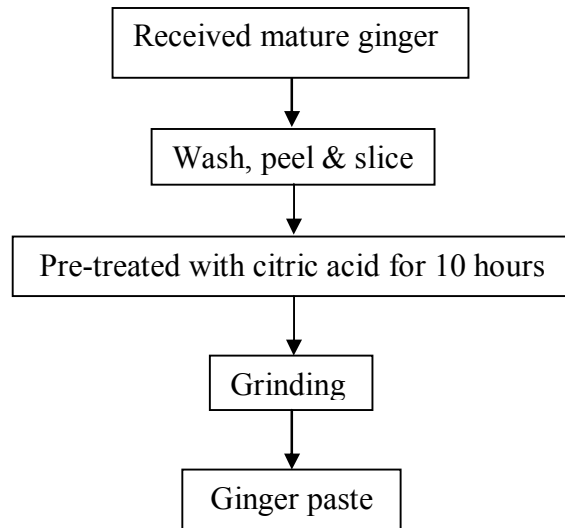 Received mature ginger
Wash, peel & slice
Pre-treated with citric acid for 10 hours
Grinding
Ginger paste